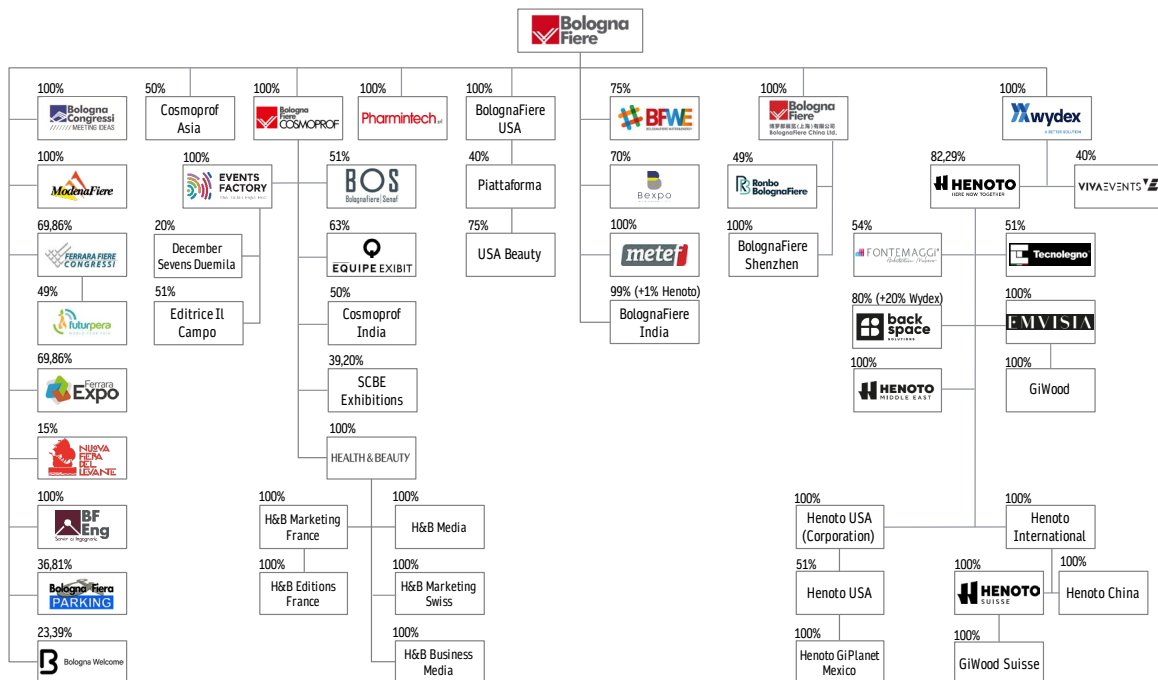 Bologna
Fiere
100%
Bologna
Congressi
MEETING IDEAS
50%
Cosmoprof
Asia
100%
Bologna
Fiere
COSMOPROF
100%
Pharmintech srl
100%
BolognaFiere
USA
75%
BFWE
100%
Bologna
Fiere
BolognaFiere China Ltd.
100%
wydex
A BETTER SOLUTION
100%
ModenaFiere
100%
EVENTS
FACTORY
51%
BOS
BolognaFiere|Senaf
40%
Piattaforma
70%
Bexpo
49%
Ronbo
BolognaFiere
82,29%
HENOTO
HERE NOW TOGETHER
40%
VIVAEVENTS
69,86%
FERRARA FIERE
CONGRESSI
20%
December
Sevens Duemila
63%
EQUIPE EXIBIT
75%
USA Beauty
100%
metef
100%
BolognaFiere
Shenzhen
54%
FONTEMAGGI
51%
Tecnolegno
49%
futurpera
51%
Editrice Il
Campo
50%
Cosmoprof
India
99% (+1% Henoto)
BolognaFiere
India
80% (+20% Wydex)
back
space
SOLUTIONS
100%
EMVISIA
69,86%
Ferrara
Expo
39,20%
SCBE
Exhibitions
100%
HENOTO
MIDDLE EAST
100%
GiWood
15%
NUOVA
FIERA
DEL
LEVANTE
100%
HEALTH & BEAUTY
100%
BF
Eng
100%
H&B Marketing
France
100%
H&B Media
100%
Henoto USA
(Corporation)
100%
Henoto
International
36,81%
Bologna Fiera
PARKING
100%
H&B Editions
France
100%
H&B Marketing
Swiss
51%
Henoto USA
100%
HENOTO
SUISSE
100%
Henoto China
23,39%
Bologna Welcome
100%
H&B Business
Media
100%
Henoto GiPlanet
Mexico
100%
GiWood Suisse